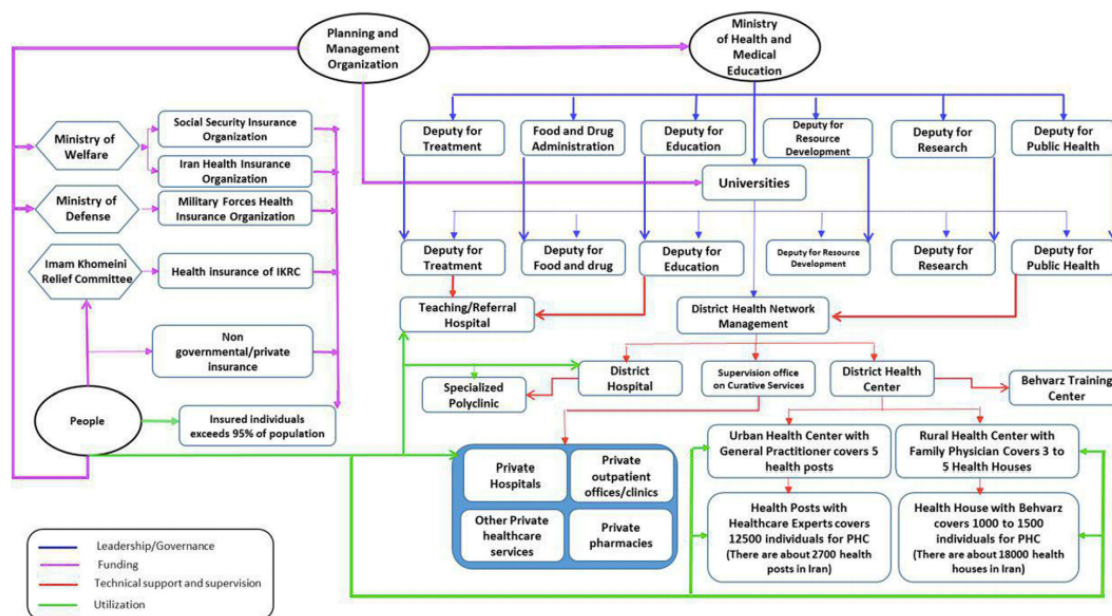 Planning and
Management
Organization
Ministry
of Health and
Medical
Education
Ministry of
Welfare
Social Security Insurance
Organization
Iran Health Insurance
Organization
Ministry of
Defense
Military Forces Health
Insurance Organization
Imam Khomeini
Relief Committee
Health insurance of IKRC
Non
governmental/private
insurance
People
Insured individuals
exceeds 95% of population
Deputy for
Treatment
Food and Drug
Administration
Deputy for
Education
Deputy for
Resource
Development
Deputy for
Research
Deputy for
Public Health
Universities
Deputy for
Treatment
Deputy for
Food and drug
Deputy for
Education
Deputy for Resource
Development
Deputy for
Research
Deputy for
Public Health
Teaching/Referral
Hospital
District Health Network
Management
Specialized
Polyclinic
District
Hospital
Supervision office
on Curative Services
District Health
Center
Behvarz Training
Center
Private
Hospitals
Private
outpatient
offices/clinics
Other Private
healthcare
services
Private
pharmacies
Urban Health Center with
General Practitioner covers 5
health posts
Rural Health Center with
Family Physician Covers 3 to
5 Health Houses
Health Posts with
Healthcare Experts covers
12500 individuals for PHC
(There are about 2700 health
posts in Iran)
Health House with Behvarz
covers 1000 to 1500
individuals for PHC
(There are about 18000 health
houses in Iran)
Leadership/Governance
Funding
Technical support and supervision
Utilization